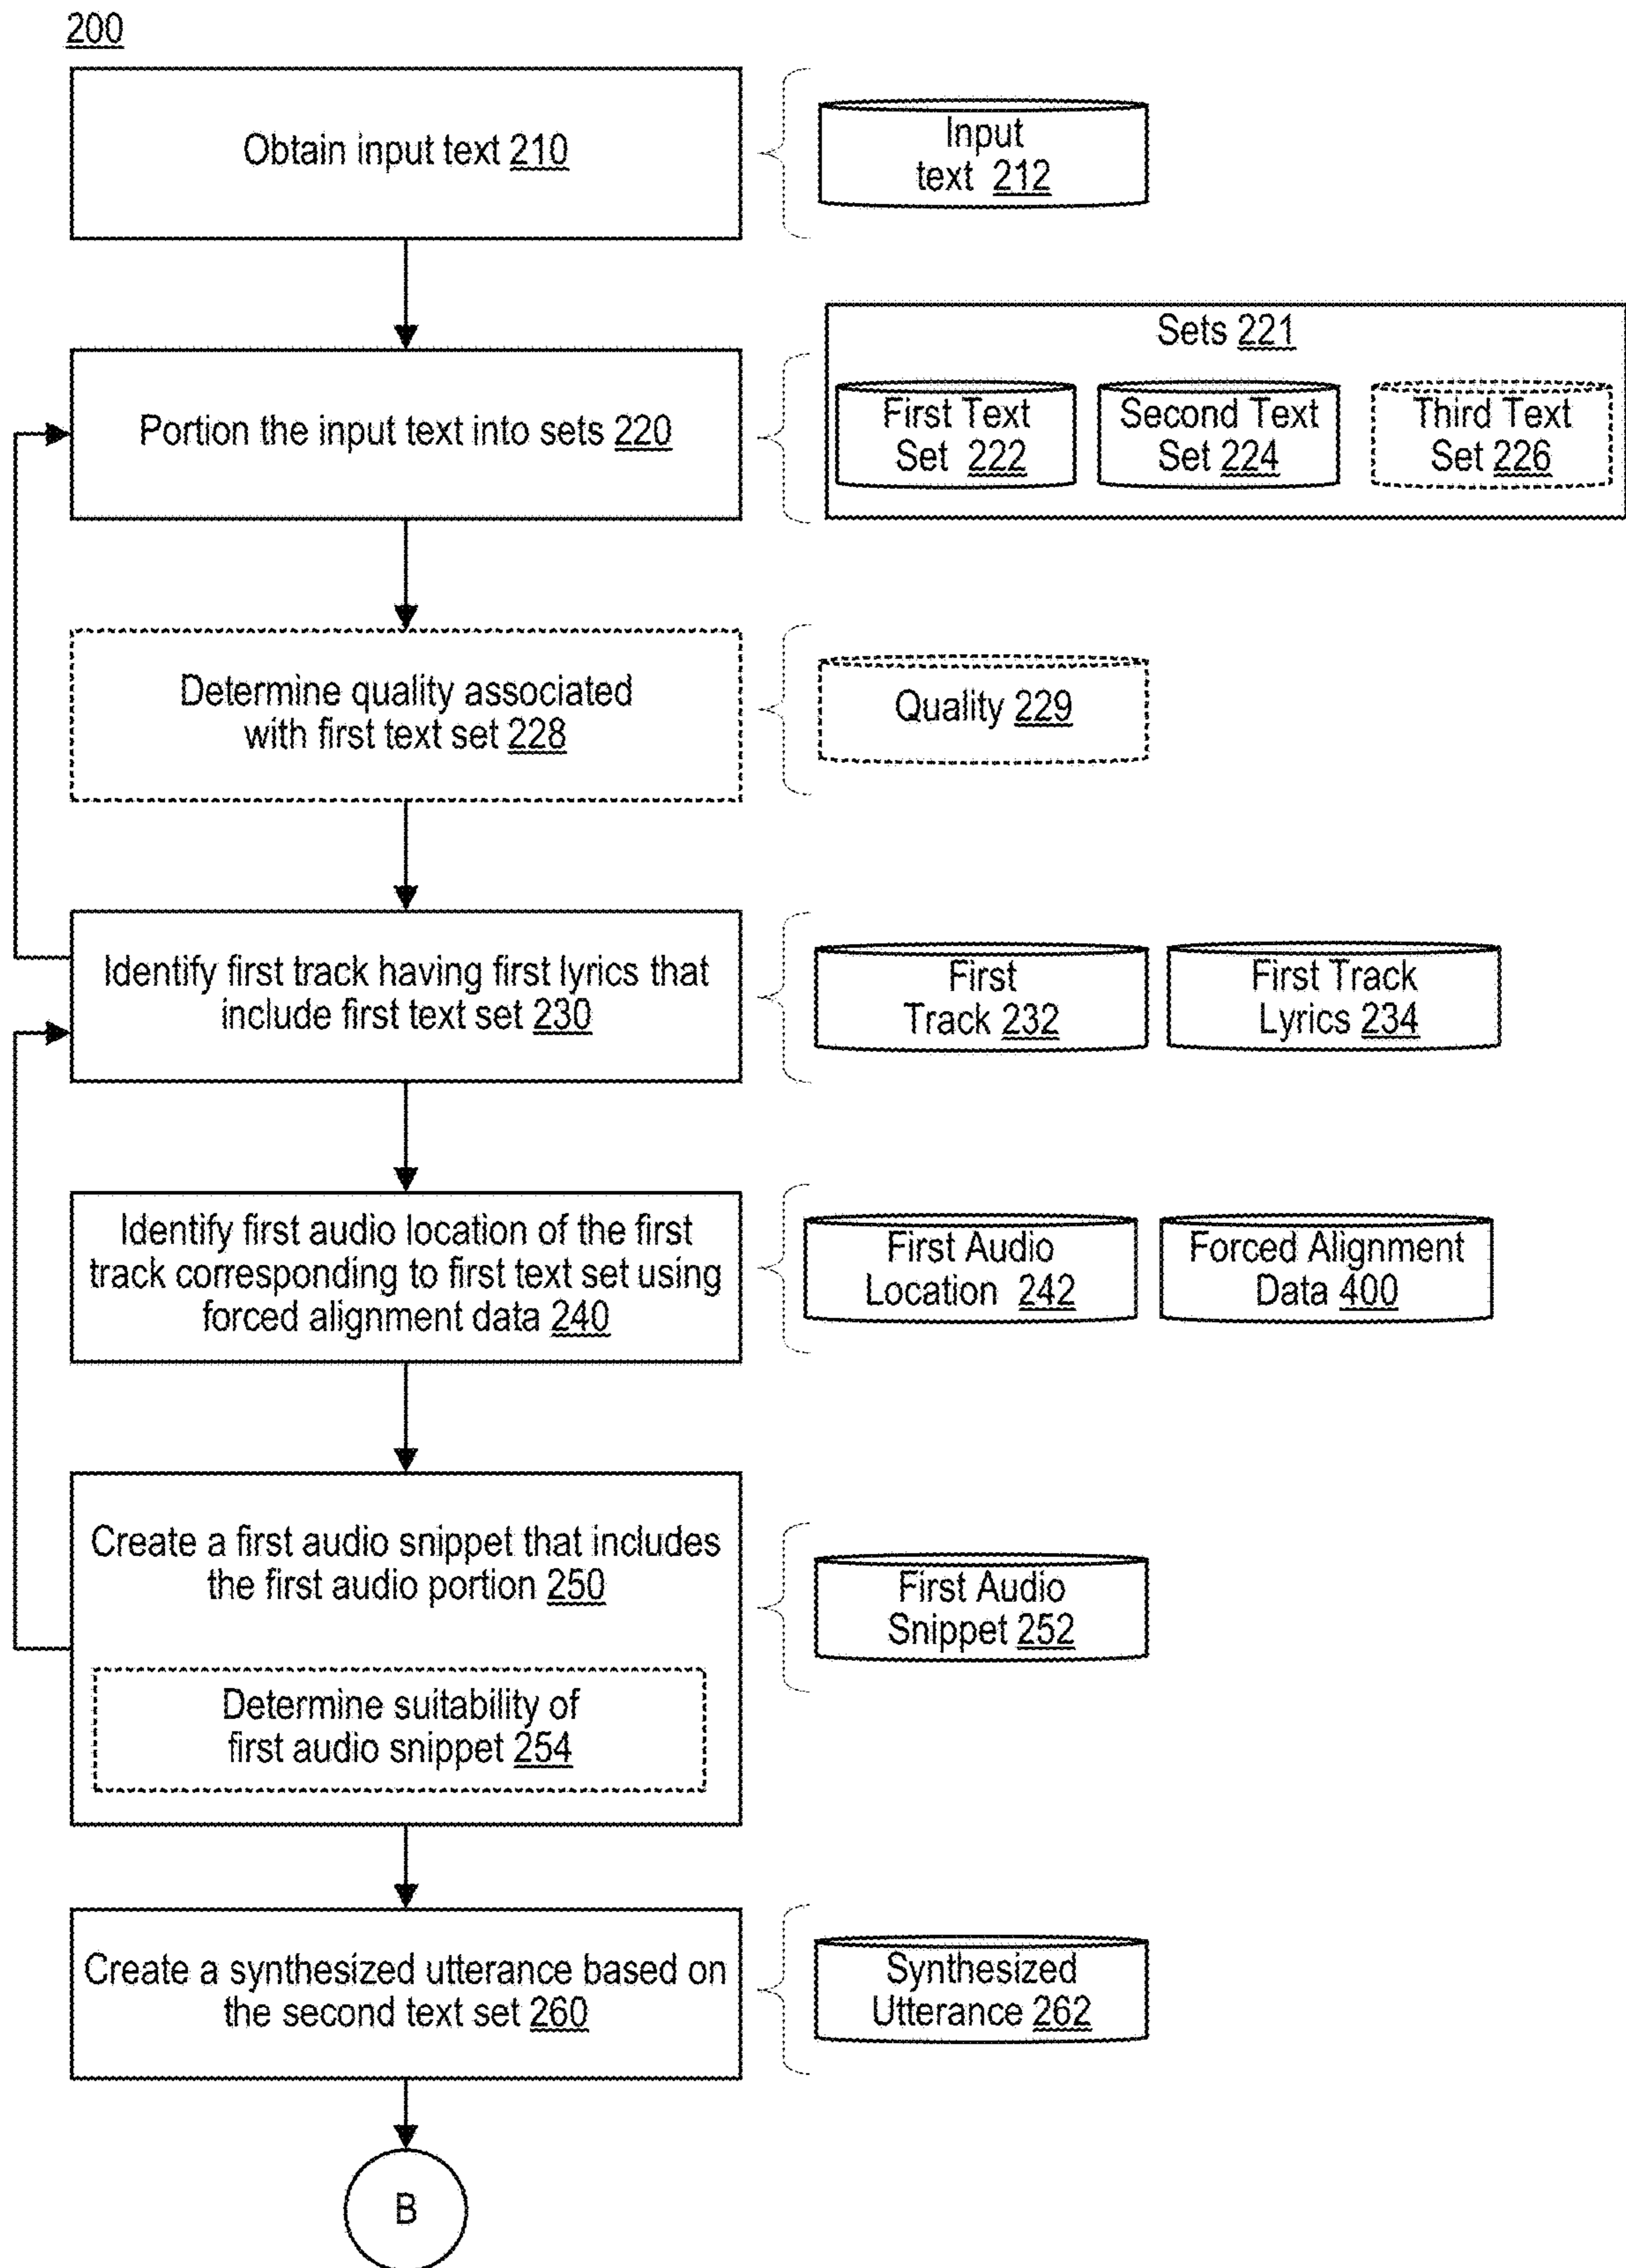 200
Obtain input text 210
Input
text 212
Sets 221
Portion the input text into sets 220
First Text
Set 222
Second Text
Set 224
Third Text
Set 226
Determine quality associated
with first text set 228
Quality 229
Identify first track having first lyrics that
include first text set 230
First
Track 232
First Track
Lyrics 234
Identify first audio location of the first
track corresponding to first text set using
forced alignment data 240
First Audio
Location 242
Forced Alignment
Data 400
Create a first audio snippet that includes
the first audio portion 250
First Audio
Snippet 252
Determine suitability of
first audio snippet 254
Create a synthesized utterance based on
the second text set 260
Synthesized
Utterance 262
B